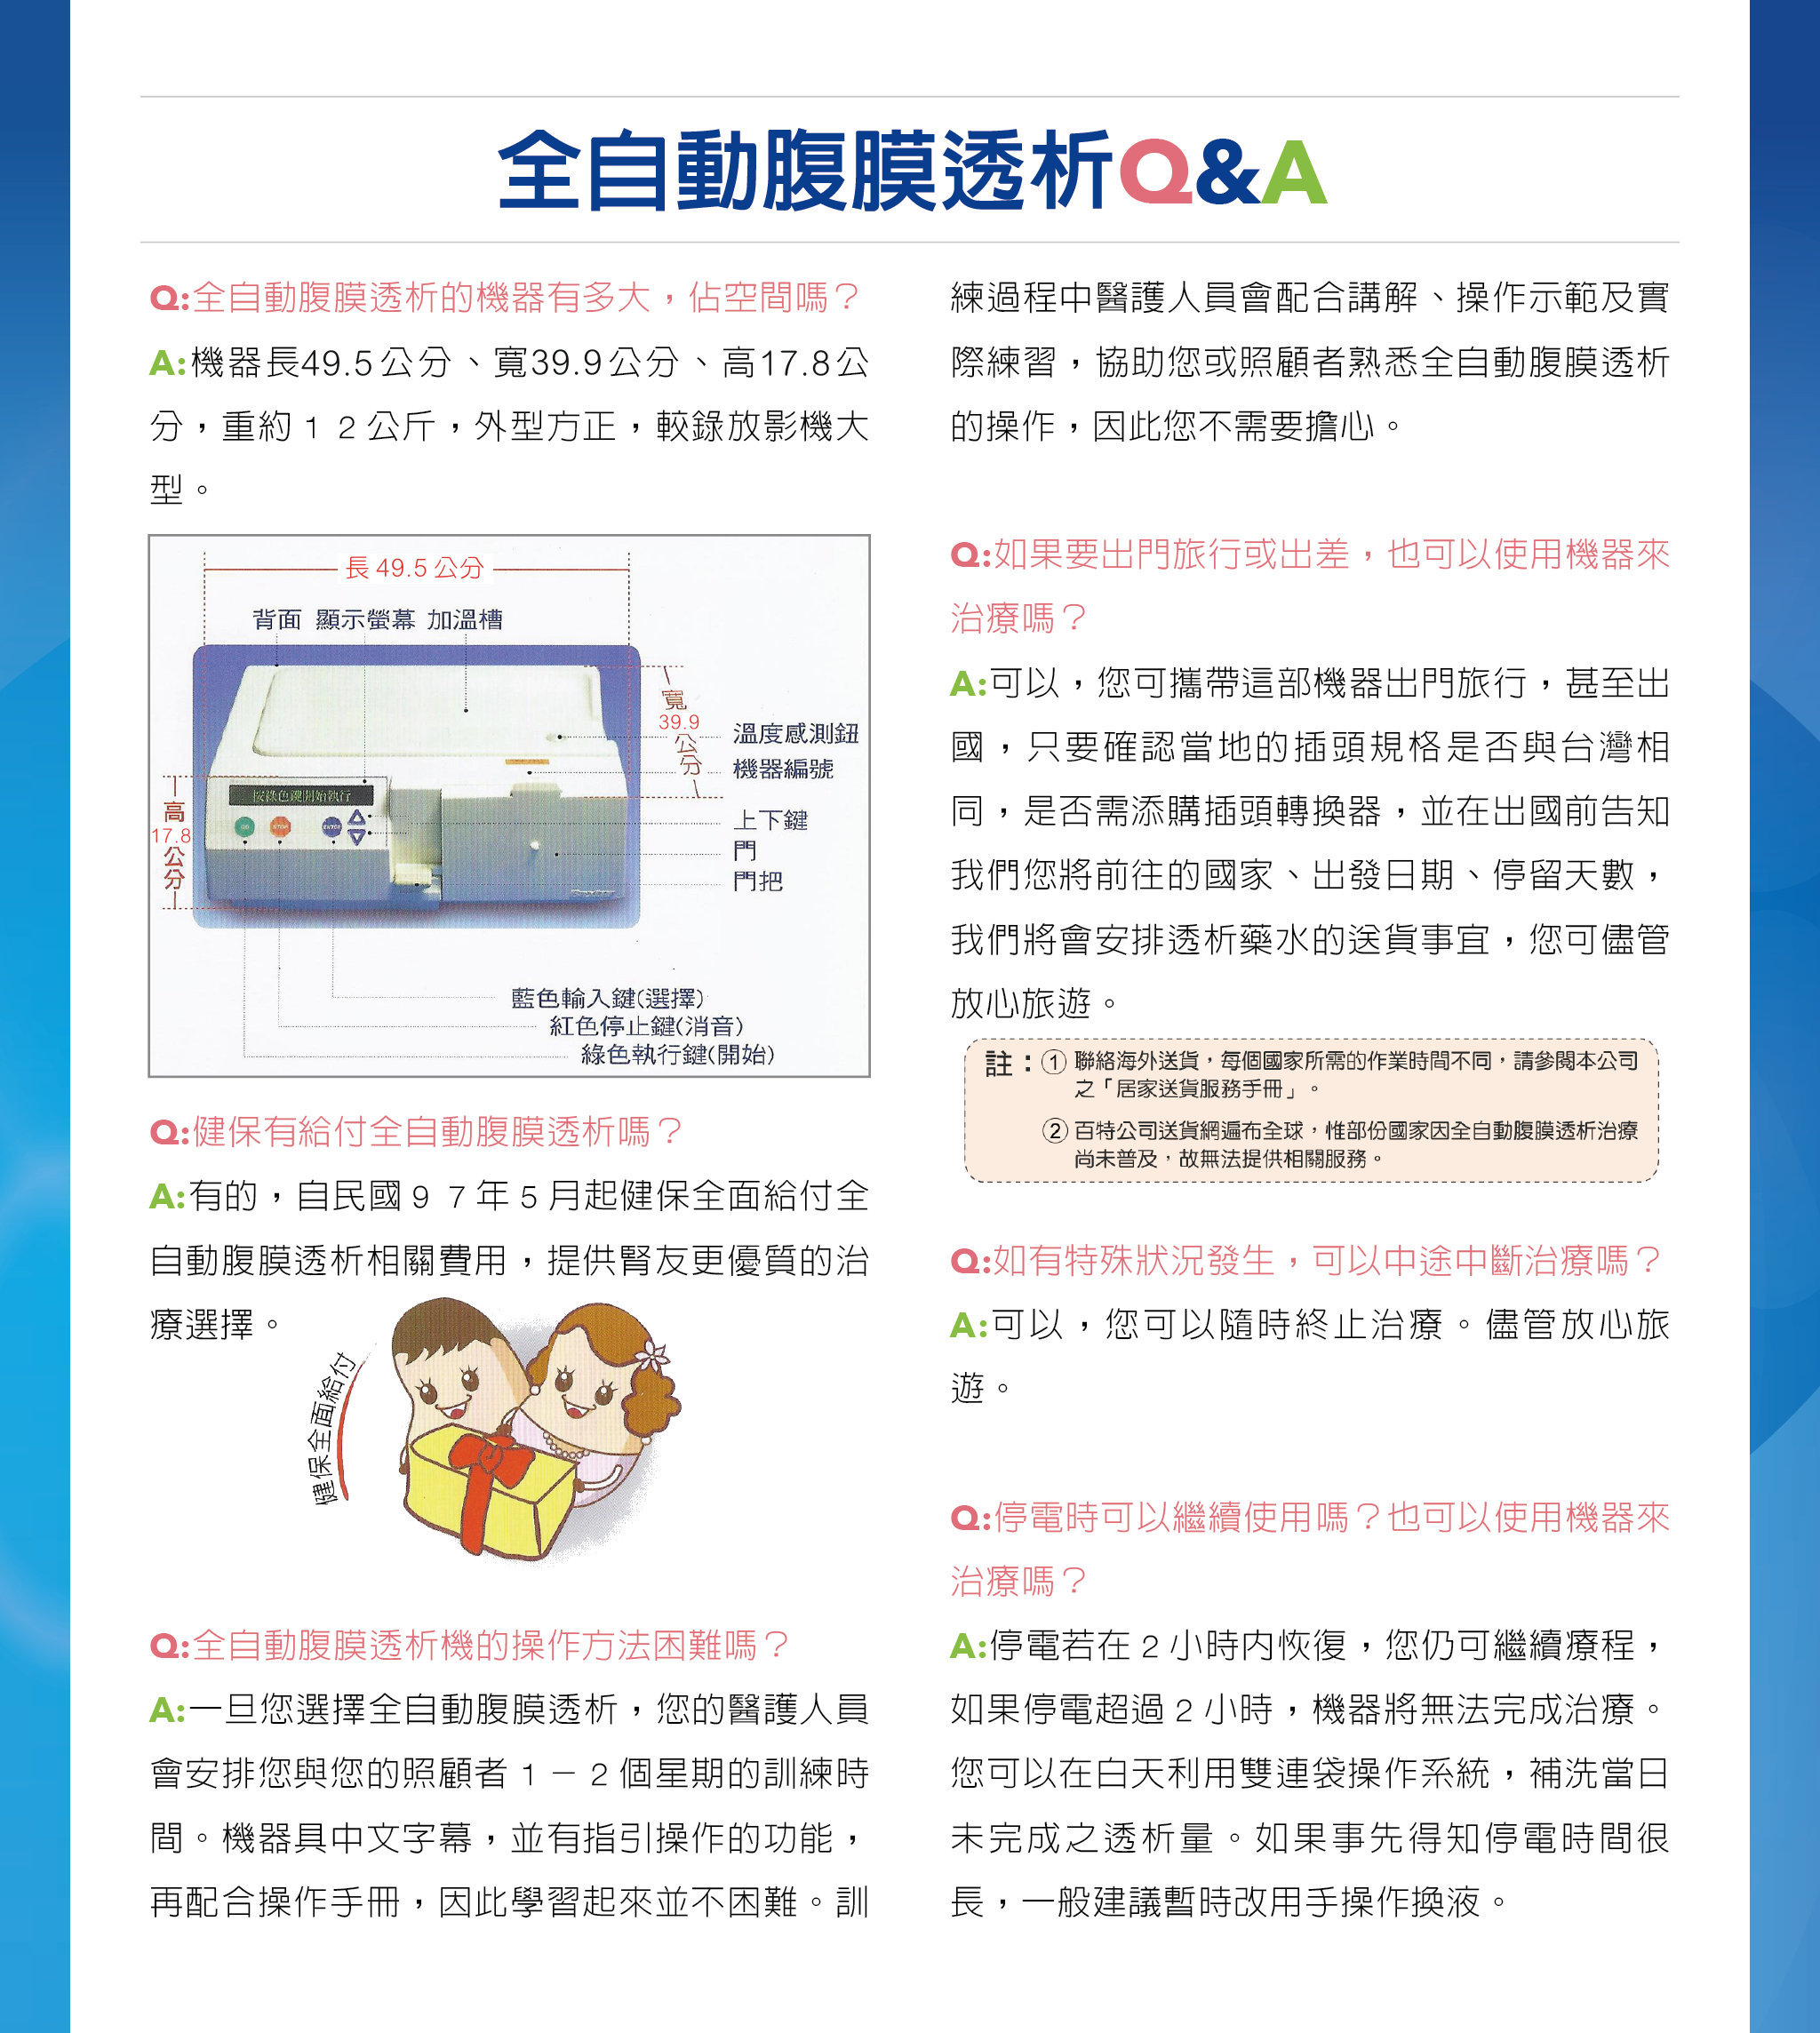 全自動腹膜透析Q&A
Q:全自動腹膜透析的機器有多大，佔空間嗎？
A:機器長49.5公分、寬39.9公分、高17.8公
分，重約12公斤，外型方正，較錄放影機大
型。
長 49.5 公分
背面 顯示螢幕 加溫槽
寬
39.9
公
分
溫度感測鈕
機器編號
高
17.8
公
分
按綠色鍵開始執行
GO
STOP
ENTER
上下鍵
門
門把
藍色輸入鍵(選擇)
紅色停止鍵(消音)
綠色執行鍵(開始)
Q:健保有給付全自動腹膜透析嗎？
A:有的，自民國97年5月起健保全面給付全
自動腹膜透析相關費用，提供腎友更優質的治
療選擇。
健保全面給付
Q:全自動腹膜透析機的操作方法困難嗎？
A:一旦您選擇全自動腹膜透析，您的醫護人員
會安排您與您的照顧者1－2個星期的訓練時
間。機器具中文字幕，並有指引操作的功能，
再配合操作手冊，因此學習起來並不困難。訓
練過程中醫護人員會配合講解、操作示範及實
際練習，協助您或照顧者熟悉全自動腹膜透析
的操作，因此您不需要擔心。
Q:如果要出門旅行或出差，也可以使用機器來
治療嗎？
A:可以，您可攜帶這部機器出門旅行，甚至出
國，只要確認當地的插頭規格是否與台灣相
同，是否需添購插頭轉換器，並在出國前告知
我們您將前往的國家、出發日期、停留天數，
我們將會安排透析藥水的送貨事宜，您可儘管
放心旅遊。
註：① 聯絡海外送貨，每個國家所需的作業時間不同，請參閱本公司
之「居家送貨服務手冊」。
② 百特公司送貨網遍布全球，惟部份國家因全自動腹膜透析治療
尚未普及，故無法提供相關服務。
Q:如有特殊狀況發生，可以中途中斷治療嗎？
A:可以，您可以隨時終止治療。儘管放心旅
遊。
Q:停電時可以繼續使用嗎？也可以使用機器來
治療嗎？
A:停電若在2小時內恢復，您仍可繼續療程，
如果停電超過2小時，機器將無法完成治療。
您可以在白天利用雙連袋操作系統，補洗當日
未完成之透析量。如果事先得知停電時間很
長，一般建議暫時改用手操作換液。